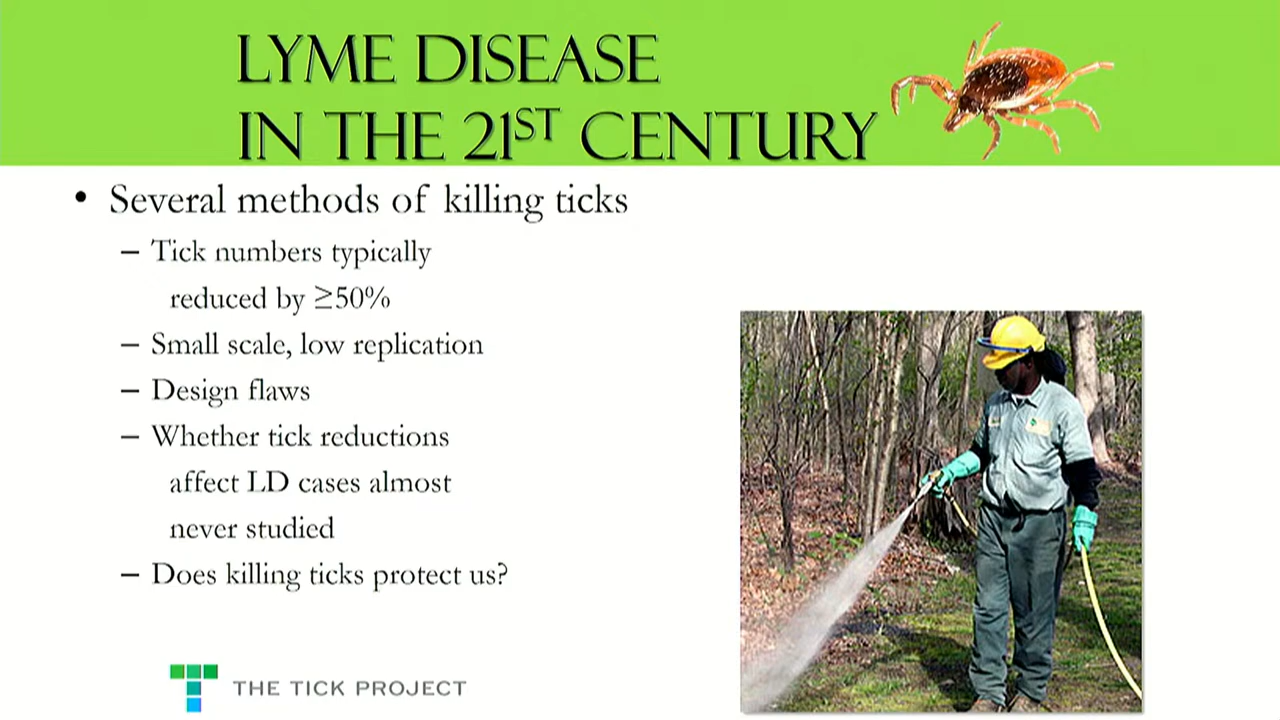 LYME DISEASE
IN THE 21ST CENTURY
• Several methods of killing ticks
– Tick numbers typically
reduced by ≥50%
– Small scale, low replication
– Design flaws
– Whether tick reductions
affect LD cases almost
never studied
– Does killing ticks protect us?
THE TICK PROJECT